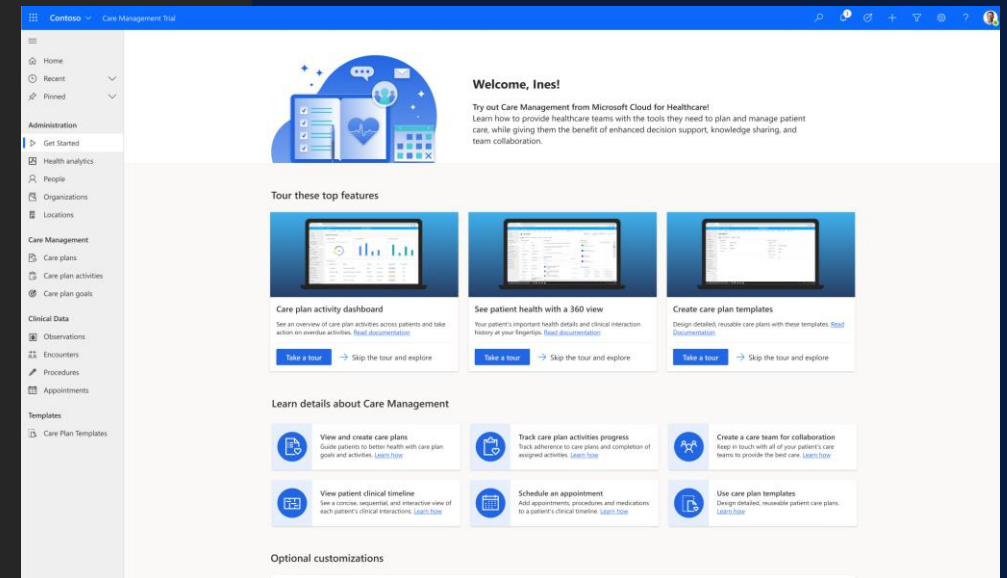 Contoso Care Management Trial
1
?
Home
Recent
Pinned
Administration
Get Started
Health analytics
People
Organizations
Locations
Care Management
Care plans
Care plan activities
Care plan goals
Clinical Data
Observations
Encounters
Procedures
Appointments
Templates
Care Plan Templates
Welcome, Ines!
Try out Care Management from Microsoft Cloud for Healthcare!
Learn how to provide healthcare teams with the tools they need to plan and manage patient
care, while giving them the benefit of enhanced decision support, knowledge sharing, and
team collaboration.
Tour these top features
Care plan activity dashboard
See an overview of care plan activities across patients and take
action on overdue activities. Read documentation
Take a tour → Skip the tour and explore
See patient health with a 360 view
Your patient's important health details and clinical interaction
history at your fingertips. Read documentation
Take a tour → Skip the tour and explore
Create care plan templates
Design detailed, reusable care plans with these templates. Read
Documentation
Take a tour → Skip the tour and explore
Learn details about Care Management
View and create care plans
Guide patients to better health with care plan
goals and activities. Learn how
Track care plan activities progress
Track adherence to care plans and completion of
assigned activities. Learn how
Create a care team for collaboration
Keep in touch with all of your patient's care
teams to provide the best care. Learn how
View patient clinical timeline
See a concise, sequential, and interactive view of
each patient's clinical interactions. Learn how
Schedule an appointment
Add appointments, procedures and medications
to a patient's clinical timeline. Learn how
Use care plan templates
Design detailed, reuseable patient care plans.
Learn how
Optional customizations